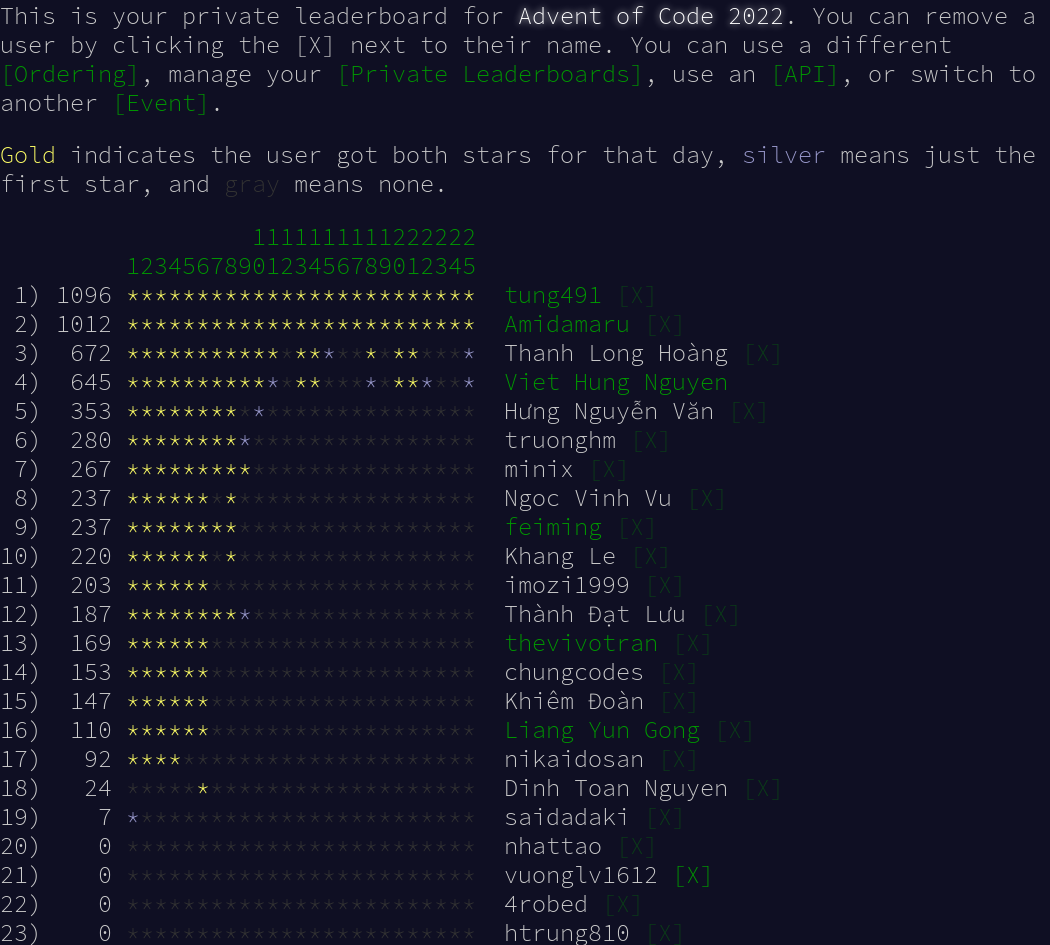 This is your private leaderboard for Advent of Code 2022. You can remove a
user by clicking the [X] next to their name. You can use a different
[Ordering], manage your [Private Leaderboards], use an [API], or switch to
another [Event].
Gold indicates the user got both stars for that day, silver means just the
first star, and gray means none.
1111111111222222
1234567890123456789012345
1) 1096 ************************* tung491 [X]
2) 1012 ************************* Amidamaru [X]
3) 672 ************************* Thanh Long Hoàng [X]
4) 645 ************************* Viet Hung Nguyen
5) 353 ************************* Hưng Nguyễn Văn [X]
6) 280 ************************* truonghm [X]
7) 267 ************************* minix [X]
8) 237 ************************* Ngoc Vinh Vu [X]
9) 237 ************************* feiming [X]
10) 220 ************************* Khang Le [X]
11) 203 ************************* imozi1999 [X]
12) 187 ************************* Thành Đạt Lưu [X]
13) 169 ************************* thevivotran [X]
14) 153 ************************* chungcodes [X]
15) 147 ************************* Khiêm Đoàn [X]
16) 110 ************************* Liang Yun Gong [X]
17) 92 ************************* nikaidosan [X]
18) 24 ************************* Dinh Toan Nguyen [X]
19) 7 ************************* saidadaki [X]
20) 0 ************************* nhattao [X]
21) 0 ************************* vuonglv1612 [X]
22) 0 ************************* 4robed [X]
23) 0 ************************* htrung810 [X]